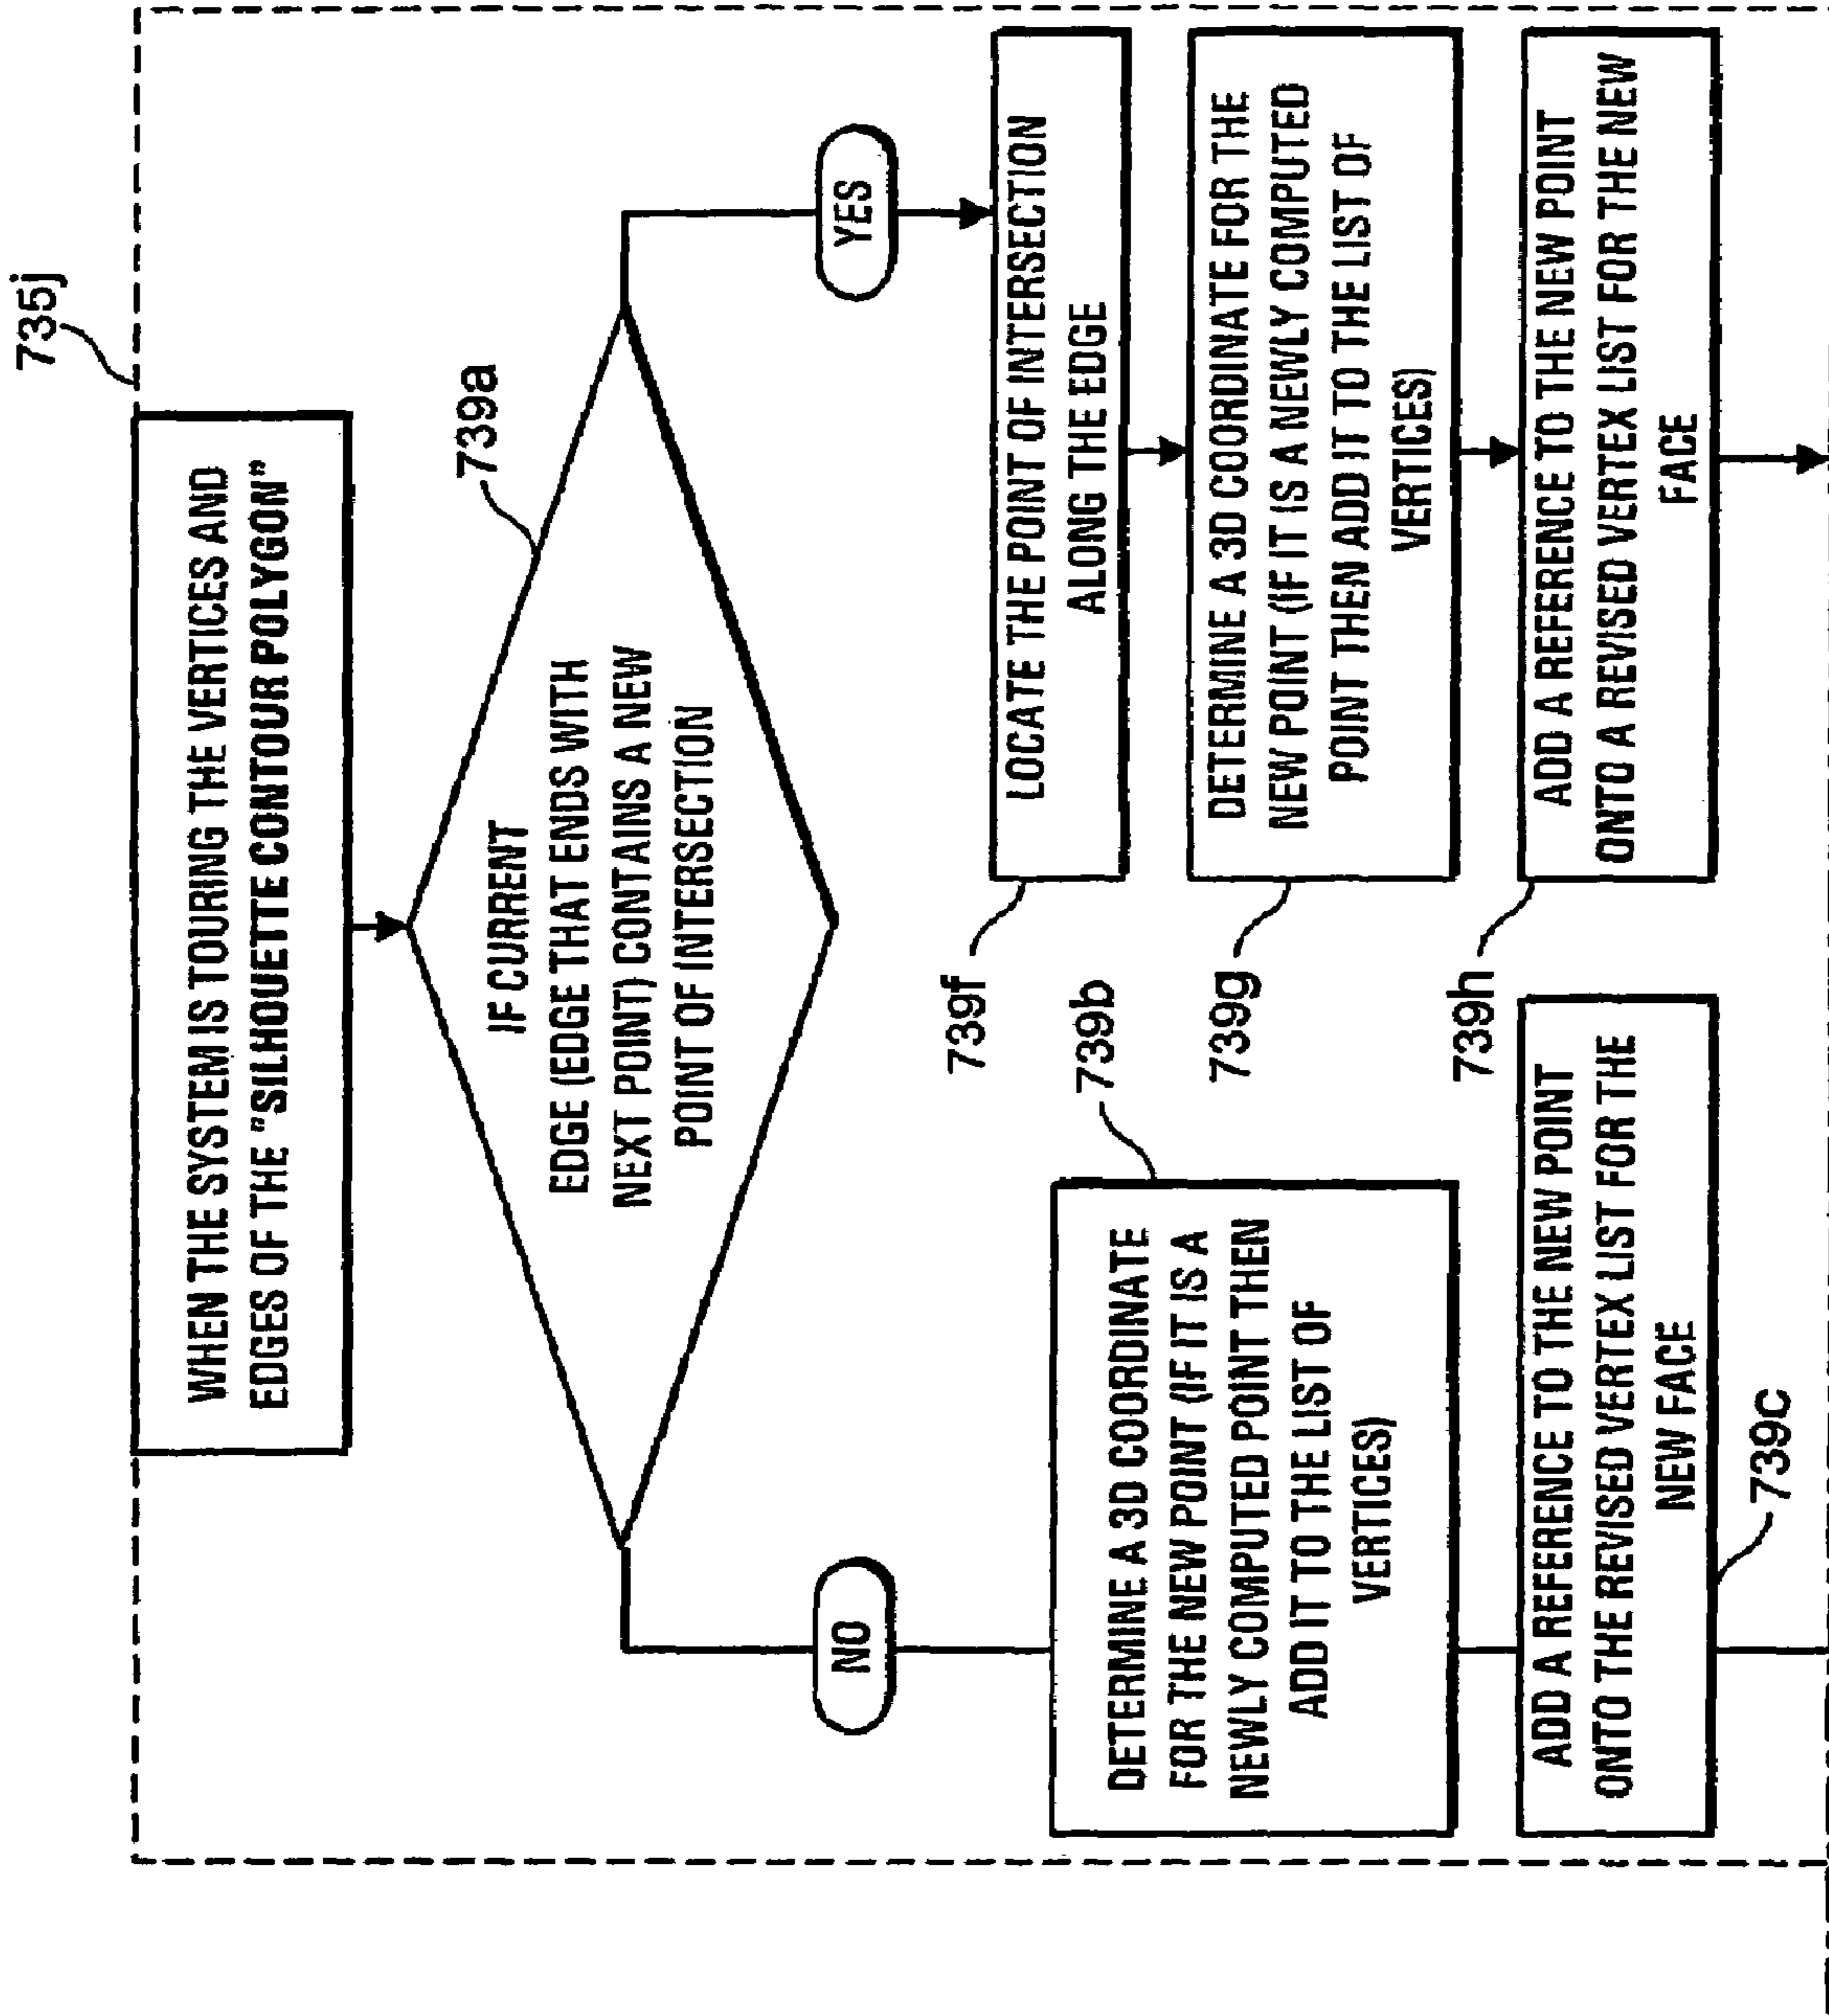 735j
WHEN THE SYSTEM IS TOURING THE VERTICES AND
EDGES OF THE "SILHOUETTE CONTOUR POLYGON"
739a
IF CURRENT
EDGE (EDGE THAT ENDS WITH
NEXT POINT) CONTAINS A NEW
POINT OF INTERSECTION
NO
YES
739b
DETERMINE A 3D COORDINATE
FOR THE NEW POINT (IF IT IS A
NEWLY COMPUTED POINT THEN
ADD IT TO THE LIST OF
VERTICES)
ADD A REFERENCE TO THE NEW POINT
ONTO THE REVISED VERTEX LIST FOR THE
NEW FACE
739c
739f
LOCATE THE POINT OF INTERSECTION
ALONG THE EDGE
739g
DETERMINE A 3D COORDINATE FOR THE
NEW POINT (IF IT IS A NEWLY COMPUTED
POINT THEN ADD IT TO THE LIST OF
VERTICES)
739h
ADD A REFERENCE TO THE NEW POINT
ONTO A REVISED VERTEX LIST FOR THE NEW
FACE